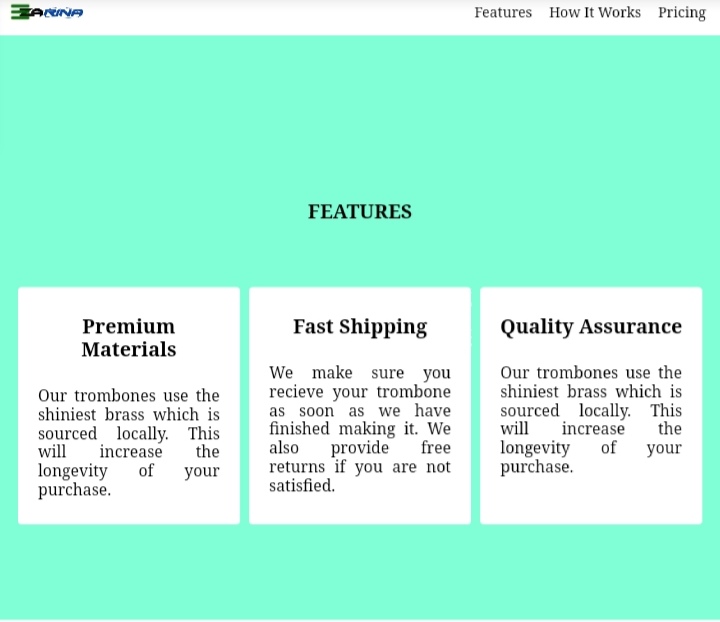 ZARINA
Features How It Works Pricing
FEATURES
Premium
Materials
Our trombones use the
shiniest brass which is
sourced locally. This
will increase the
longevity of your
purchase.
Fast Shipping
We make sure you
recieve your trombone
as soon as we have
finished making it. We
also provide free
returns if you are not
satisfied.
Quality Assurance
Our trombones use the
shiniest brass which is
sourced locally. This
will increase the
longevity of your
purchase.